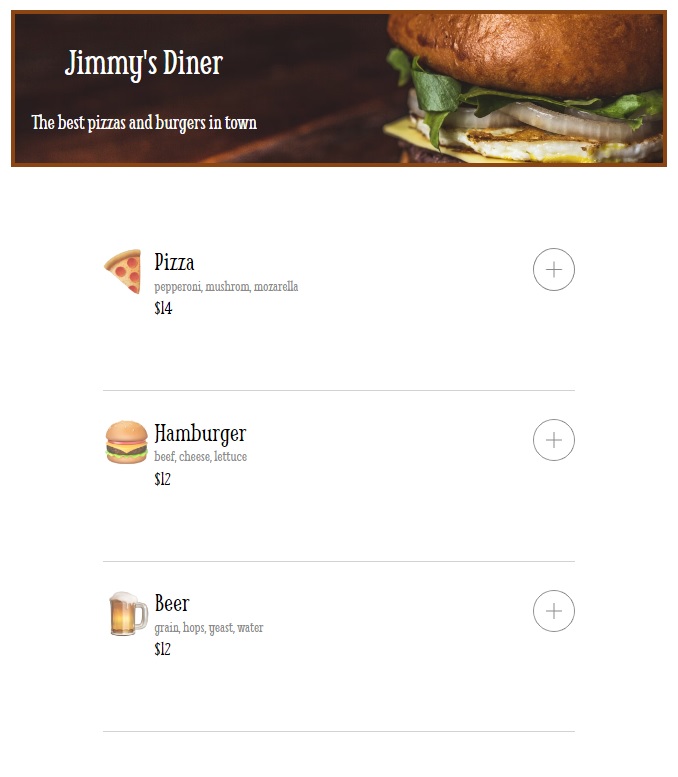 Jimmy's Diner
The best pizzas and burgers in town
Pizza
pepperoni, mushrom, mozarella
$14
Hamburger
beef, cheese, lettuce
$12
Beer
grain, hops, yeast, water
$12